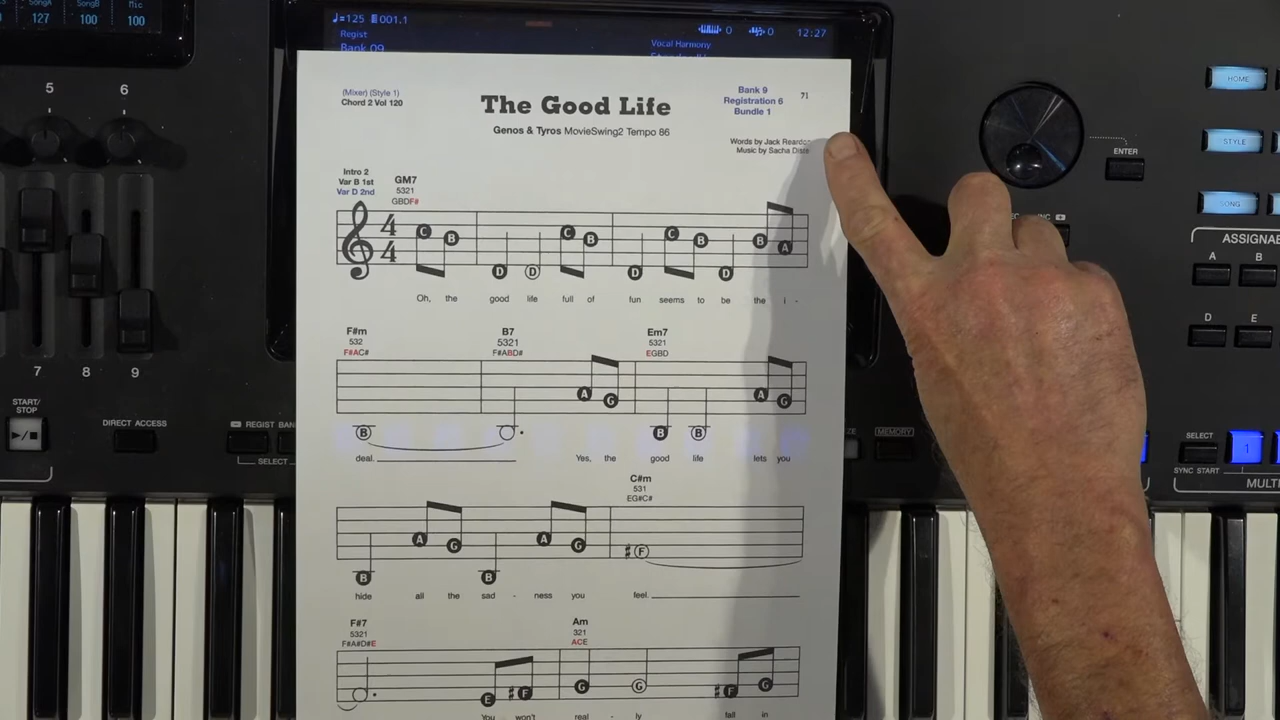 SongA SongB Mic
127 100 100
5 6
7 8 9
START/
STOP
DIRECT ACCESS
REGIST BAN
SELECT
♩=125 001.1
0 0 12:27
Regist
Bank 09
Vocal Harmony
(Mixer) (Style 1)
Chord 2 Vol 120
The Good Life
Bank 9
Registration 6
Bundle 1
71
Genos & Tyros MovieSwing2 Tempo 86
Words by Jack Reardon
Music by Sacha Distel
Intro 2
Var B 1st
Var D 2nd
GM7
5321
GBDF#
4
4
C B D D C B D C B D B A
Oh, the good life full of fun seems to be the i -
F#m B7 Em7
532 5321 5321
F#AC# F#ABD# EGBD
B A G B B A G
deal. Yes, the good life lets you
C#m
531
EG#C#
B A G B A G #F
hide all the sad - ness you feel.
F#7 Am
5321 321
F#A#D#E ACE
E #F G G #F G
You won't real - ly fall in
HOME
STYLE
SONG
ENTER
ASSIGNAB
A B
D E
MEMORY
SELECT
1
SYNC START
MULTI